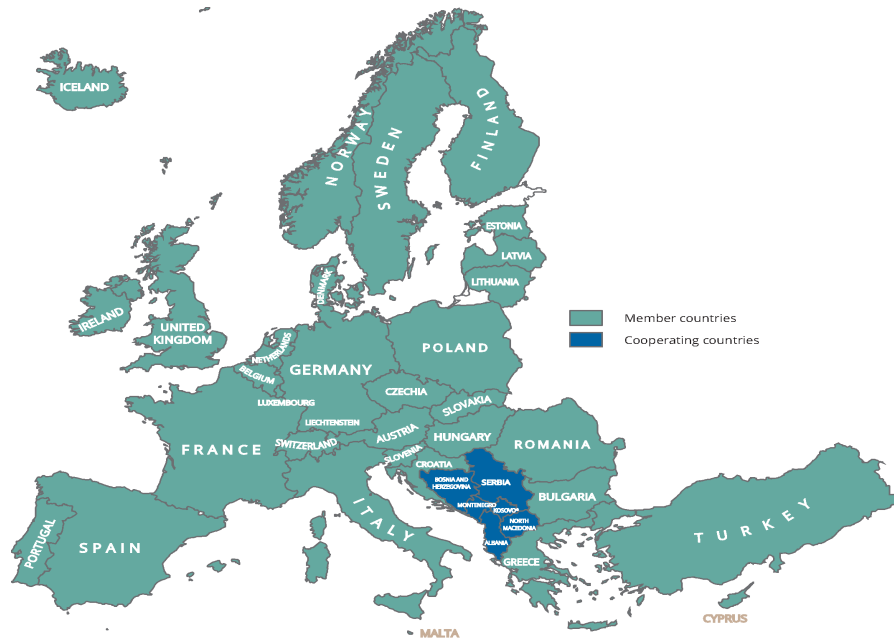 ICELAND
NORWAY
SWEDEN
FINLAND
ESTONIA
LATVIA
LITHUANIA
DENMARK
IRELAND
UNITED
KINGDOM
Member countries
Cooperating countries
NETHERLANDS
BELGIUM
GERMANY
POLAND
LUXEMBOURG
CZECHIA
SLOVAKIA
LIECHTENSTEIN
FRANCE
SWITZERLAND
AUSTRIA
HUNGARY
ROMANIA
SLOVENIA
CROATIA
BOSNIA AND
HERZEGOVINA
SERBIA
BULGARIA
MONTENEGRO
KOSOVO*
NORTH
MACEDONIA
ALBANIA
ITALY
PORTUGAL
SPAIN
GREECE
TURKEY
MALTA
CYPRUS